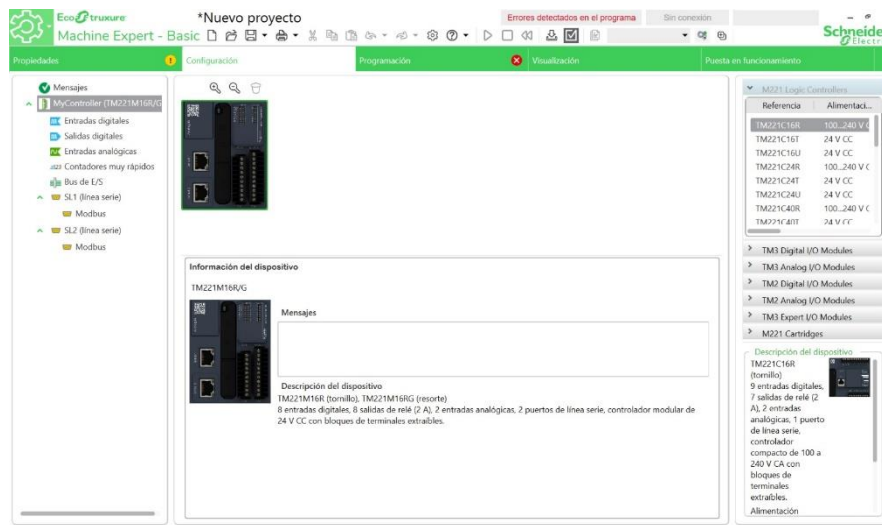 EcoStruxure
Machine Expert - Basic
*Nuevo proyecto
Errores detectados en el programa
Sin conexión
Schneide
Electr
Propiedades
Configuración
Programación
Visualización
Puesta en funcionamiento
Mensajes
MyController (TM221M16R/G
Entradas digitales
Salidas digitales
Entradas analógicas
Contadores muy rápidos
Bus de E/S
SL1 (línea serie)
Modbus
SL2 (línea serie)
Modbus
Información del dispositivo
TM221M16R/G
Mensajes
Descripción del dispositivo
TM221M16R (tornillo), TM221M16RG (resorte)
8 entradas digitales, 8 salidas de relé (2 A), 2 entradas analógicas, 2 puertos de línea serie, controlador modular de
24 V CC con bloques de terminales extraíbles.
M221 Logic Controllers
Referencia Alimentaci...
TM221C16R 100...240 V C
TM221C16T 24 V CC
TM221C16U 24 V CC
TM221C24R 100...240 V C
TM221C24T 24 V CC
TM221C24U 24 V CC
TM221C40R 100...240 V C
TM221C40T 24 V CC
TM3 Digital I/O Modules
TM3 Analog I/O Modules
TM2 Digital I/O Modules
TM2 Analog I/O Modules
TM3 Expert I/O Modules
M221 Cartridges
Descripción del dispositivo
TM221C16R
(tornillo)
9 entradas digitales,
7 salidas de relé (2
A), 2 entradas
analógicas, 1 puerto
de línea serie,
controlador
compacto de 100 a
240 V CA con
bloques de
terminales
extraíbles.
Alimentación